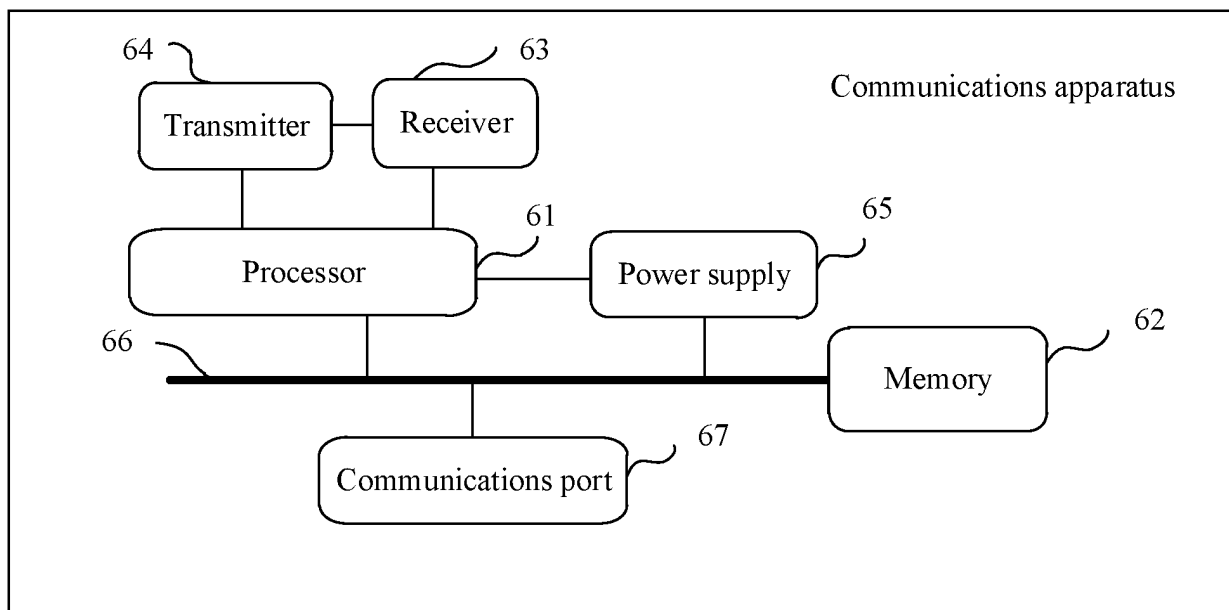 64
63
Communications apparatus
Transmitter
Receiver
61
65
Processor
Power supply
66
62
Memory
67
Communications port